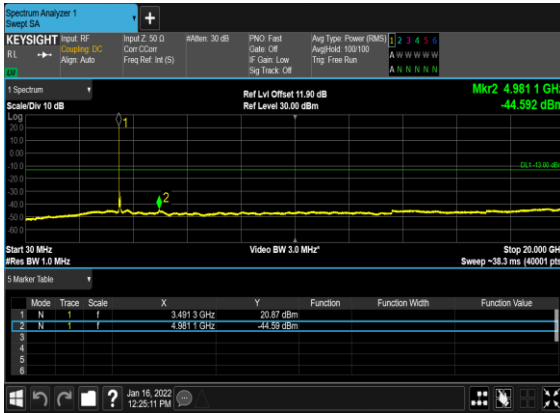 Spectrum Analyzer 1
Swept SA
KEYSIGHT
RL
Input: RF
Coupling: DC
Align: Auto
Input Z: 50 Ω
Corr CCorr
Freq Ref: Int (S)
#Atten: 30 dB
PNO: Fast
Gate: Off
IF Gain: Low
Sig Track: Off
Avg Type: Power (RMS)
Avg|Hold: 100/100
Trig: Free Run
1 2 3 4 5 6
A W W W W W
A N N N N N
1 Spectrum
Scale/Div 10 dB
Ref Lvl Offset 11.90 dB
Ref Level 30.00 dBm
Mkr2 4.981 1 GHz
-44.592 dBm
Log
20.0
10.0
0.00
-10.0
-20.0
-30.0
-40.0
-50.0
-60.0
1
2
DL1 -13.00 dBm
Start 30 MHz
#Res BW 1.0 MHz
Video BW 3.0 MHz*
Stop 20.000 GHz
Sweep ~38.3 ms (40001 pts)
5 Marker Table
Mode Trace Scale X Y Function Function Width Function Value
1 N 1 f 3.491 3 GHz 20.87 dBm
2 N 1 f 4.981 1 GHz -44.59 dBm
3
4
5
6
Jan 16, 2022
12:25:11 PM